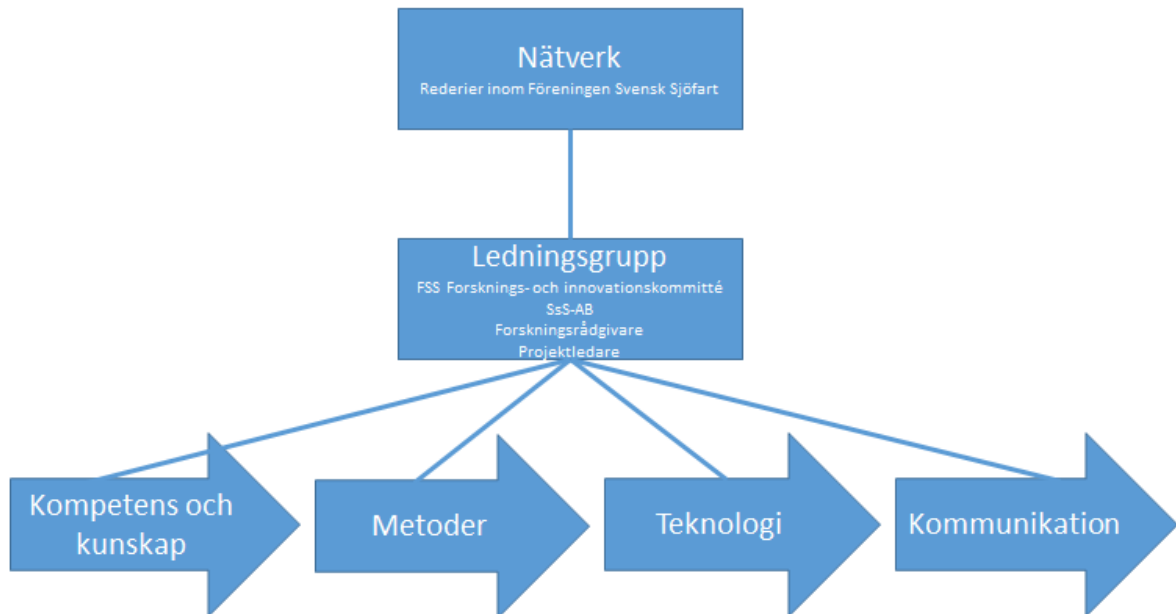 Nätverk
Rederier inom Föreningen Svensk Sjöfart
Ledningsgrupp
FSS Forsknings- och innovationskommitté
SsS-AB
Forskningsrådgivare
Projektledare
Kompetens och
kunskap
Metoder
Teknologi
Kommunikation